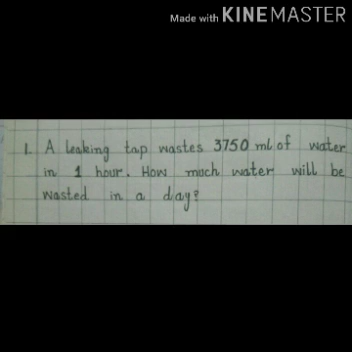 Made with KINEMASTER
1. A leaking tap wastes 3750 ml of water
in 1 hour. How much water will be
wasted in a day?